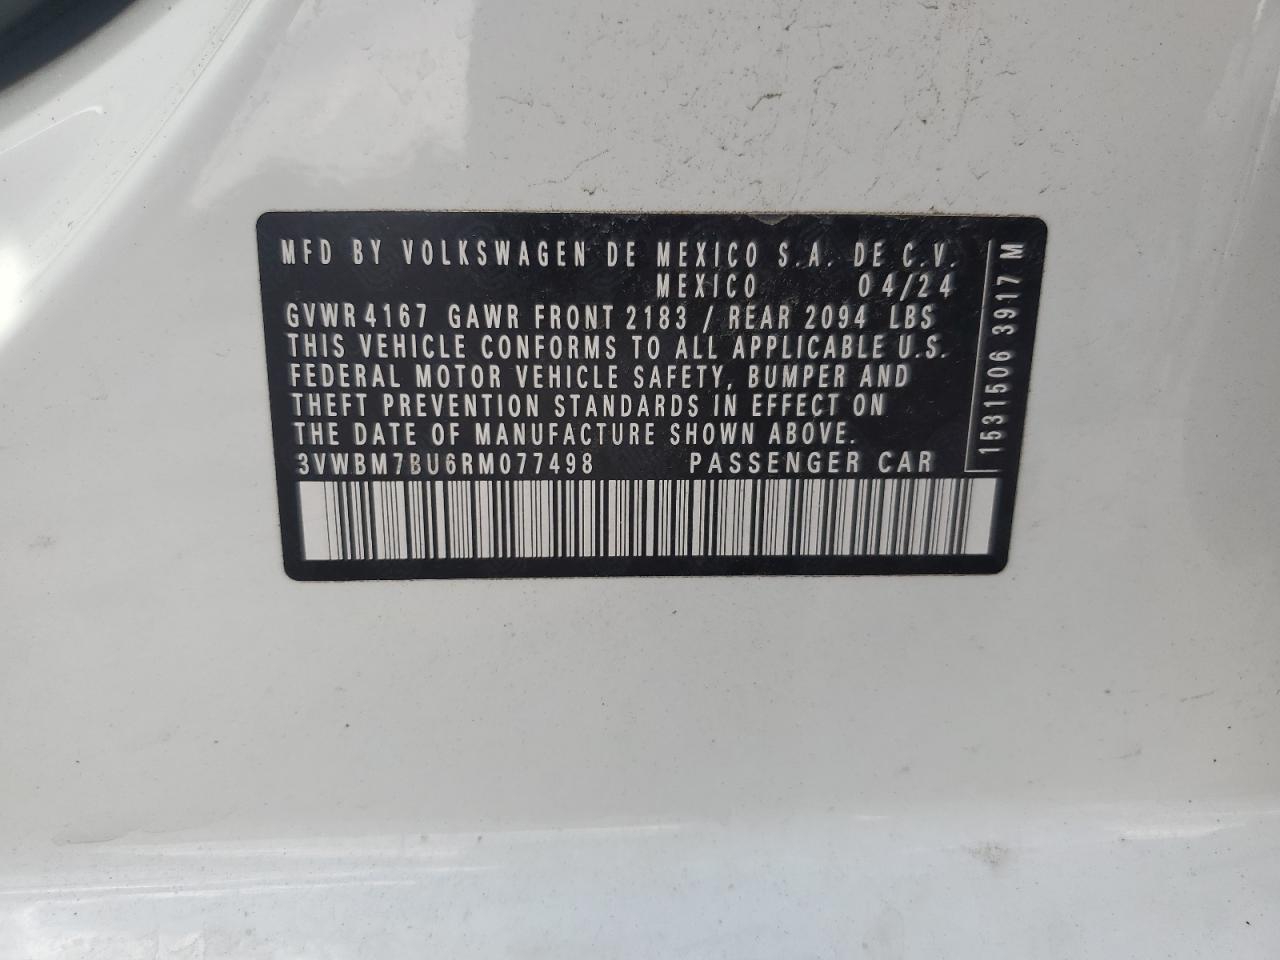 MFD BY VOLKSWAGEN DE MEXICO S.A. DE C.V.
MEXICO 04/24
GVWR 4167 GAWR FRONT 2183 / REAR 2094 LBS
THIS VEHICLE CONFORMS TO ALL APPLICABLE U.S.
FEDERAL MOTOR VEHICLE SAFETY, BUMPER AND
THEFT PREVENTION STANDARDS IN EFFECT ON
THE DATE OF MANUFACTURE SHOWN ABOVE.
3VWBM7BU6RM077498 PASSENGER CAR
1531506 3917 M